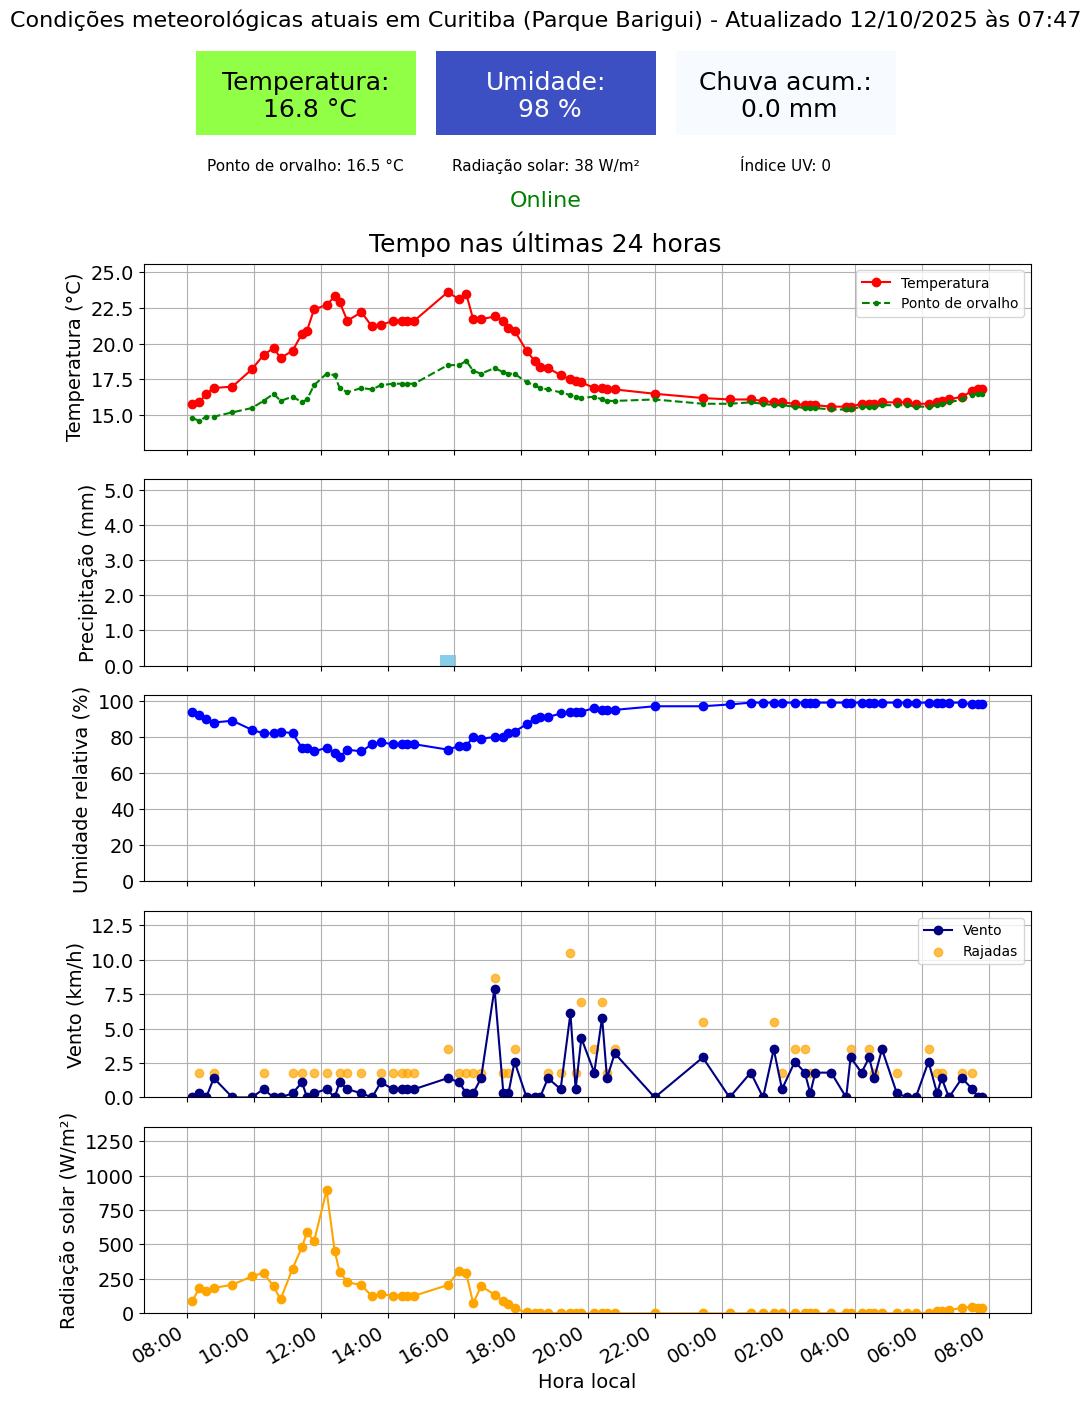 Condições meteorológicas atuais em Curitiba (Parque Barigui) - Atualizado 12/10/2025 às 07:47
Temperatura:
16.8 °C
Umidade:
98 %
Chuva acum.:
0.0 mm
Ponto de orvalho: 16.5 °C
Radiação solar: 38 W/m²
Índice UV: 0
Online
Tempo nas últimas 24 horas
Temperatura (°C)
25.0
22.5
20.0
17.5
15.0
Temperatura
Ponto de orvalho
Precipitação (mm)
5.0
4.0
3.0
2.0
1.0
0.0
Umidade relativa (%)
100
80
60
40
20
0
Vento (km/h)
12.5
10.0
7.5
5.0
2.5
0.0
Vento
Rajadas
Radiação solar (W/m²)
1250
1000
750
500
250
0
08:00 10:00 12:00 14:00 16:00 18:00 20:00 22:00 00:00 02:00 04:00 06:00 08:00
Hora local